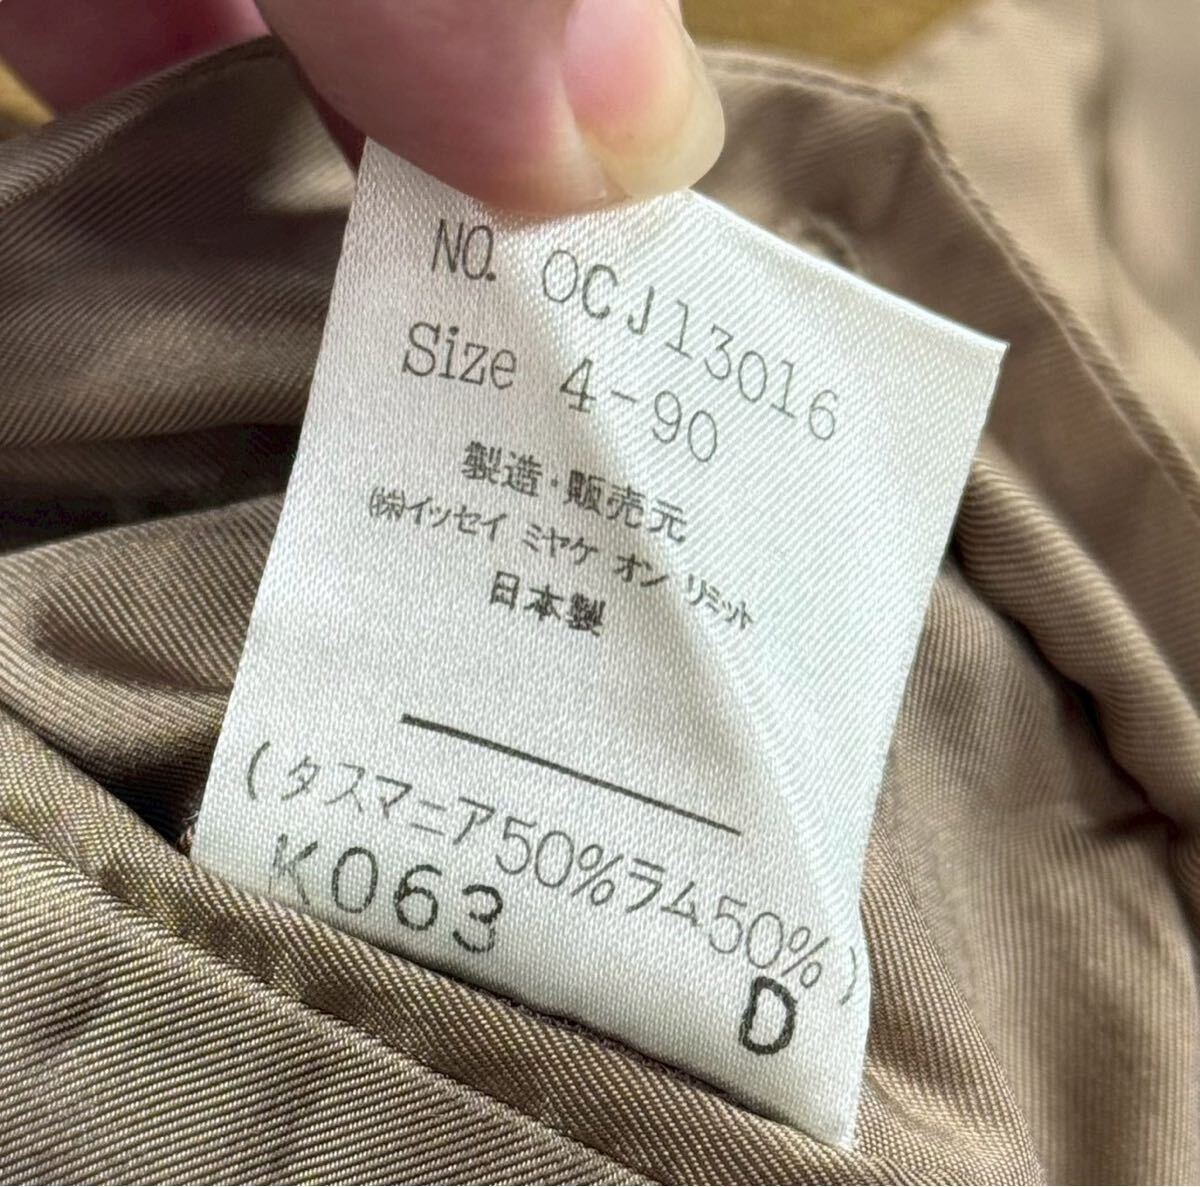 NO. OCJ13016
Size 4-90
製造・販売元
㈱イッセイ ミヤケ オン リミット
日本製
(タスマニア50%ラム50%)
K063
D